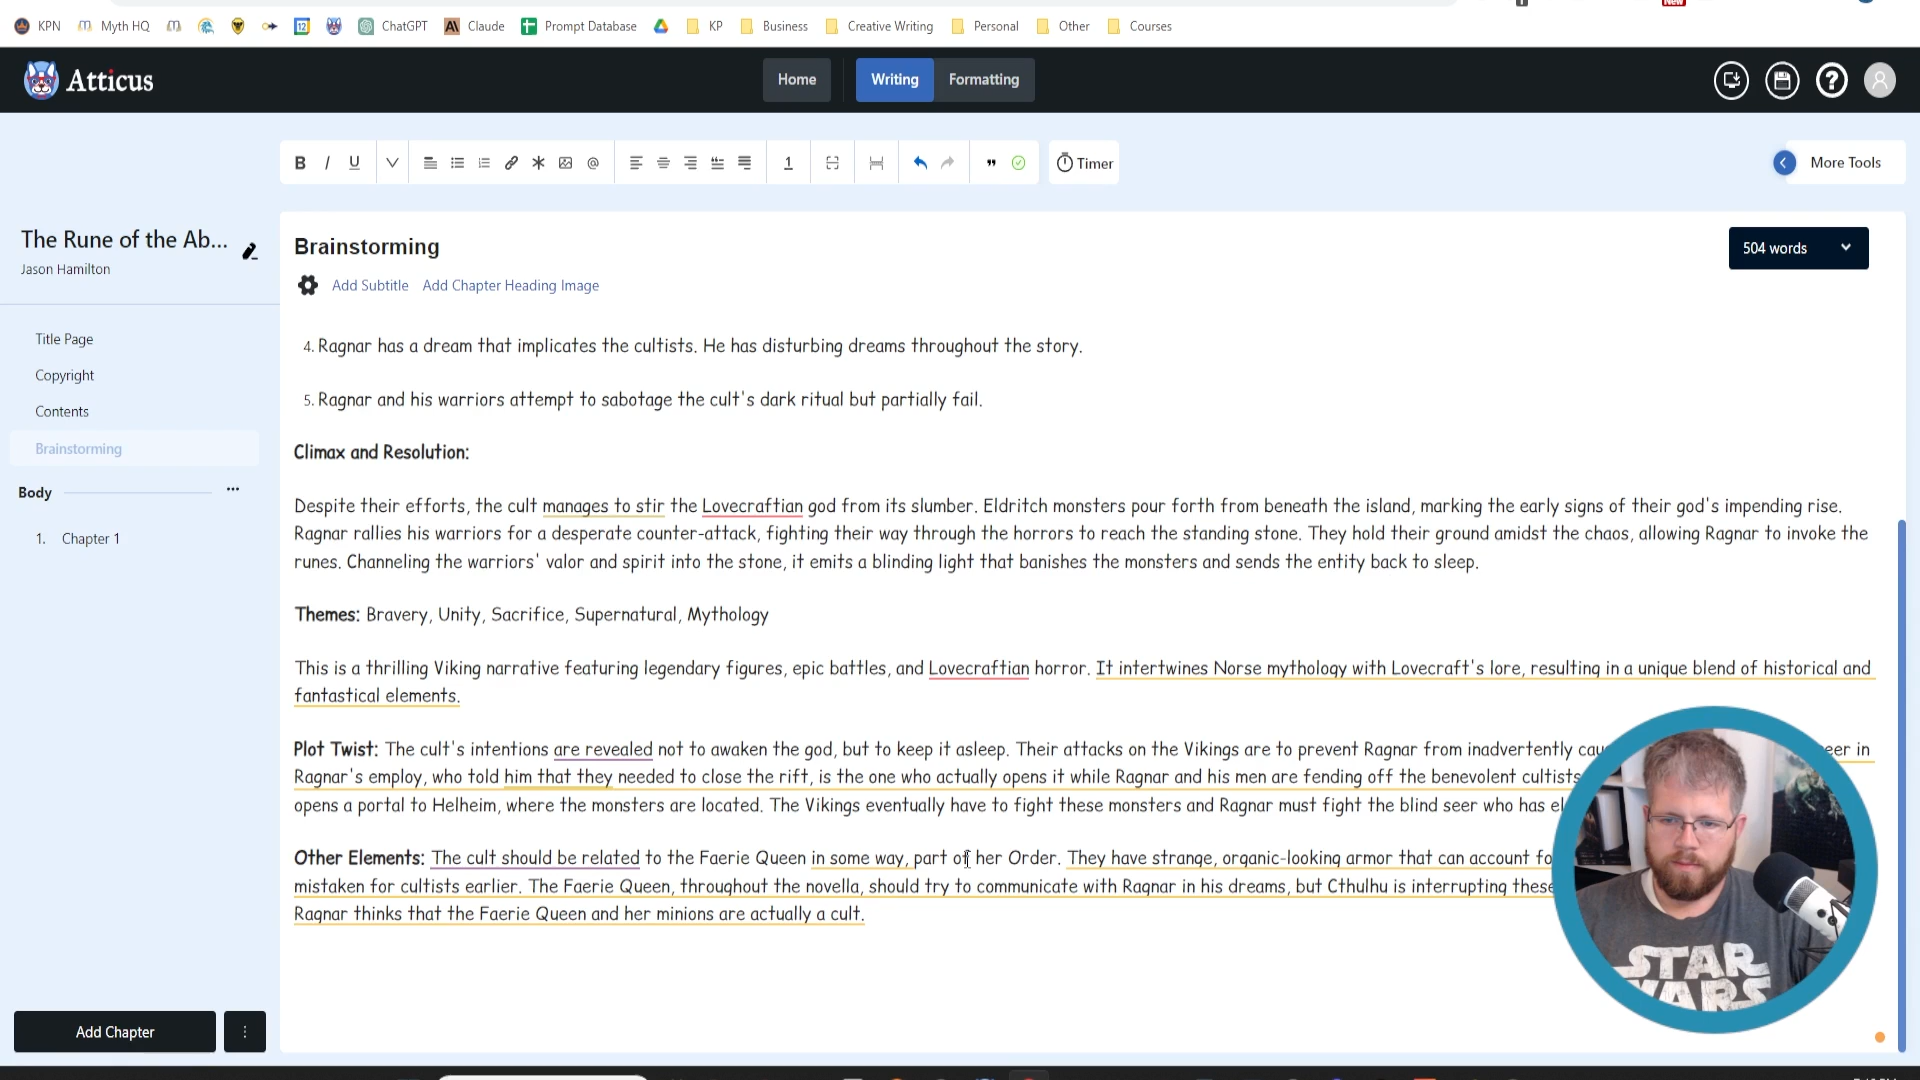 KPN Myth HQ ChatGPT Claude Prompt Database KP Business Creative Writing Personal Other Courses
New
12
Atticus
Home Writing Formatting
B I U Timer More Tools
The Rune of the Ab...
Jason Hamilton
Title Page
Copyright
Contents
Brainstorming
Body
1. Chapter 1
Add Chapter
Brainstorming
504 words
Add Subtitle Add Chapter Heading Image
4. Ragnar has a dream that implicates the cultists. He has disturbing dreams throughout the story.
5. Ragnar and his warriors attempt to sabotage the cult's dark ritual but partially fail.
Climax and Resolution:
Despite their efforts, the cult manages to stir the Lovecraftian god from its slumber. Eldritch monsters pour forth from beneath the island, marking the early signs of their god's impending rise.
Ragnar rallies his warriors for a desperate counter-attack, fighting their way through the horrors to reach the standing stone. They hold their ground amidst the chaos, allowing Ragnar to invoke the
runes. Channeling the warriors' valor and spirit into the stone, it emits a blinding light that banishes the monsters and sends the entity back to sleep.
Themes: Bravery, Unity, Sacrifice, Supernatural, Mythology
This is a thrilling Viking narrative featuring legendary figures, epic battles, and Lovecraftian horror. It intertwines Norse mythology with Lovecraft's lore, resulting in a unique blend of historical and
fantastical elements.
Plot Twist: The cult's intentions are revealed not to awaken the god, but to keep it asleep. Their attacks on the Vikings are to prevent Ragnar from inadvertently in
Ragnar's employ, who told him that they needed to close the rift, is the one who actually opens it while Ragnar and his men are fending off the benevolent cultists
opens a portal to Helheim, where the monsters are located. The Vikings eventually have to fight these monsters and Ragnar must fight the blind seer who has
Other Elements: The cult should be related to the Faerie Queen in some way, part of her Order. They have strange, organic-looking armor that can account
mistaken for cultists earlier. The Faerie Queen, throughout the novella, should try to communicate with Ragnar in his dreams, but Cthulhu is interrupting these
Ragnar thinks that the Faerie Queen and her minions are actually a cult.
STAR
WARS